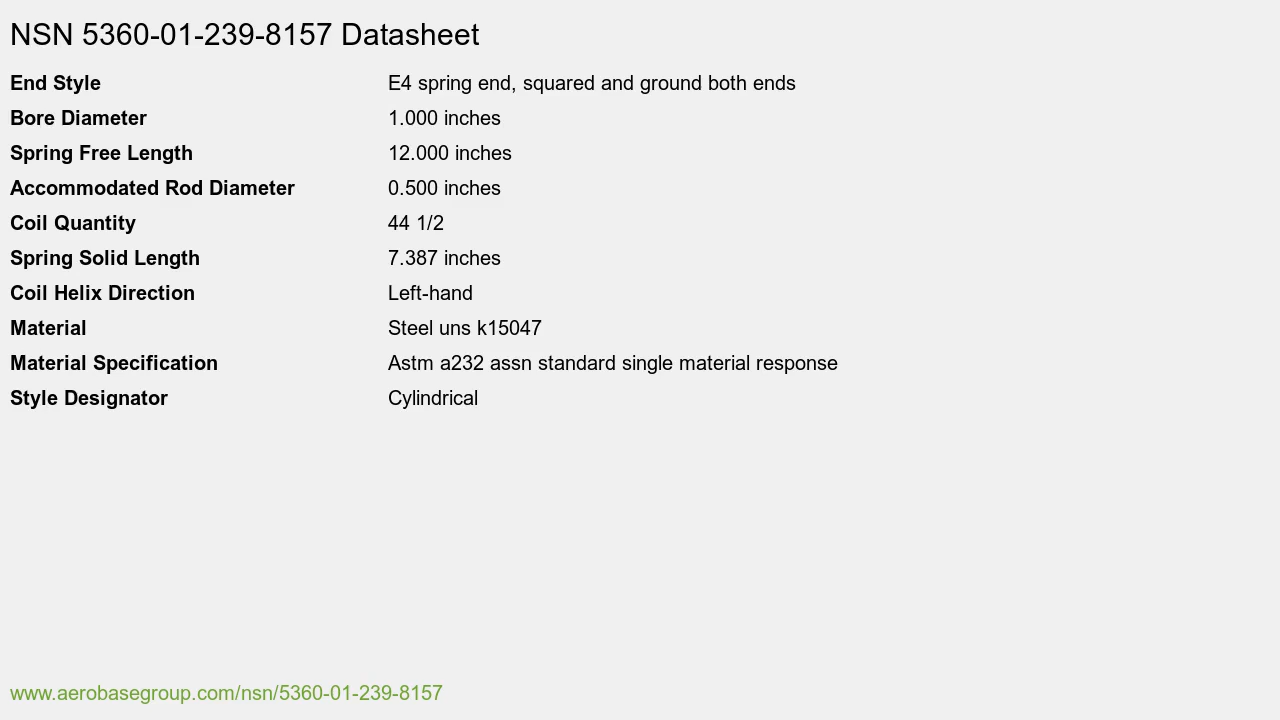 NSN 5360-01-239-8157 Datasheet
End Style E4 spring end, squared and ground both ends
Bore Diameter 1.000 inches
Spring Free Length 12.000 inches
Accommodated Rod Diameter 0.500 inches
Coil Quantity 44 1/2
Spring Solid Length 7.387 inches
Coil Helix Direction Left-hand
Material Steel uns k15047
Material Specification Astm a232 assn standard single material response
Style Designator Cylindrical
www.aerobasegroup.com/nsn/5360-01-239-8157